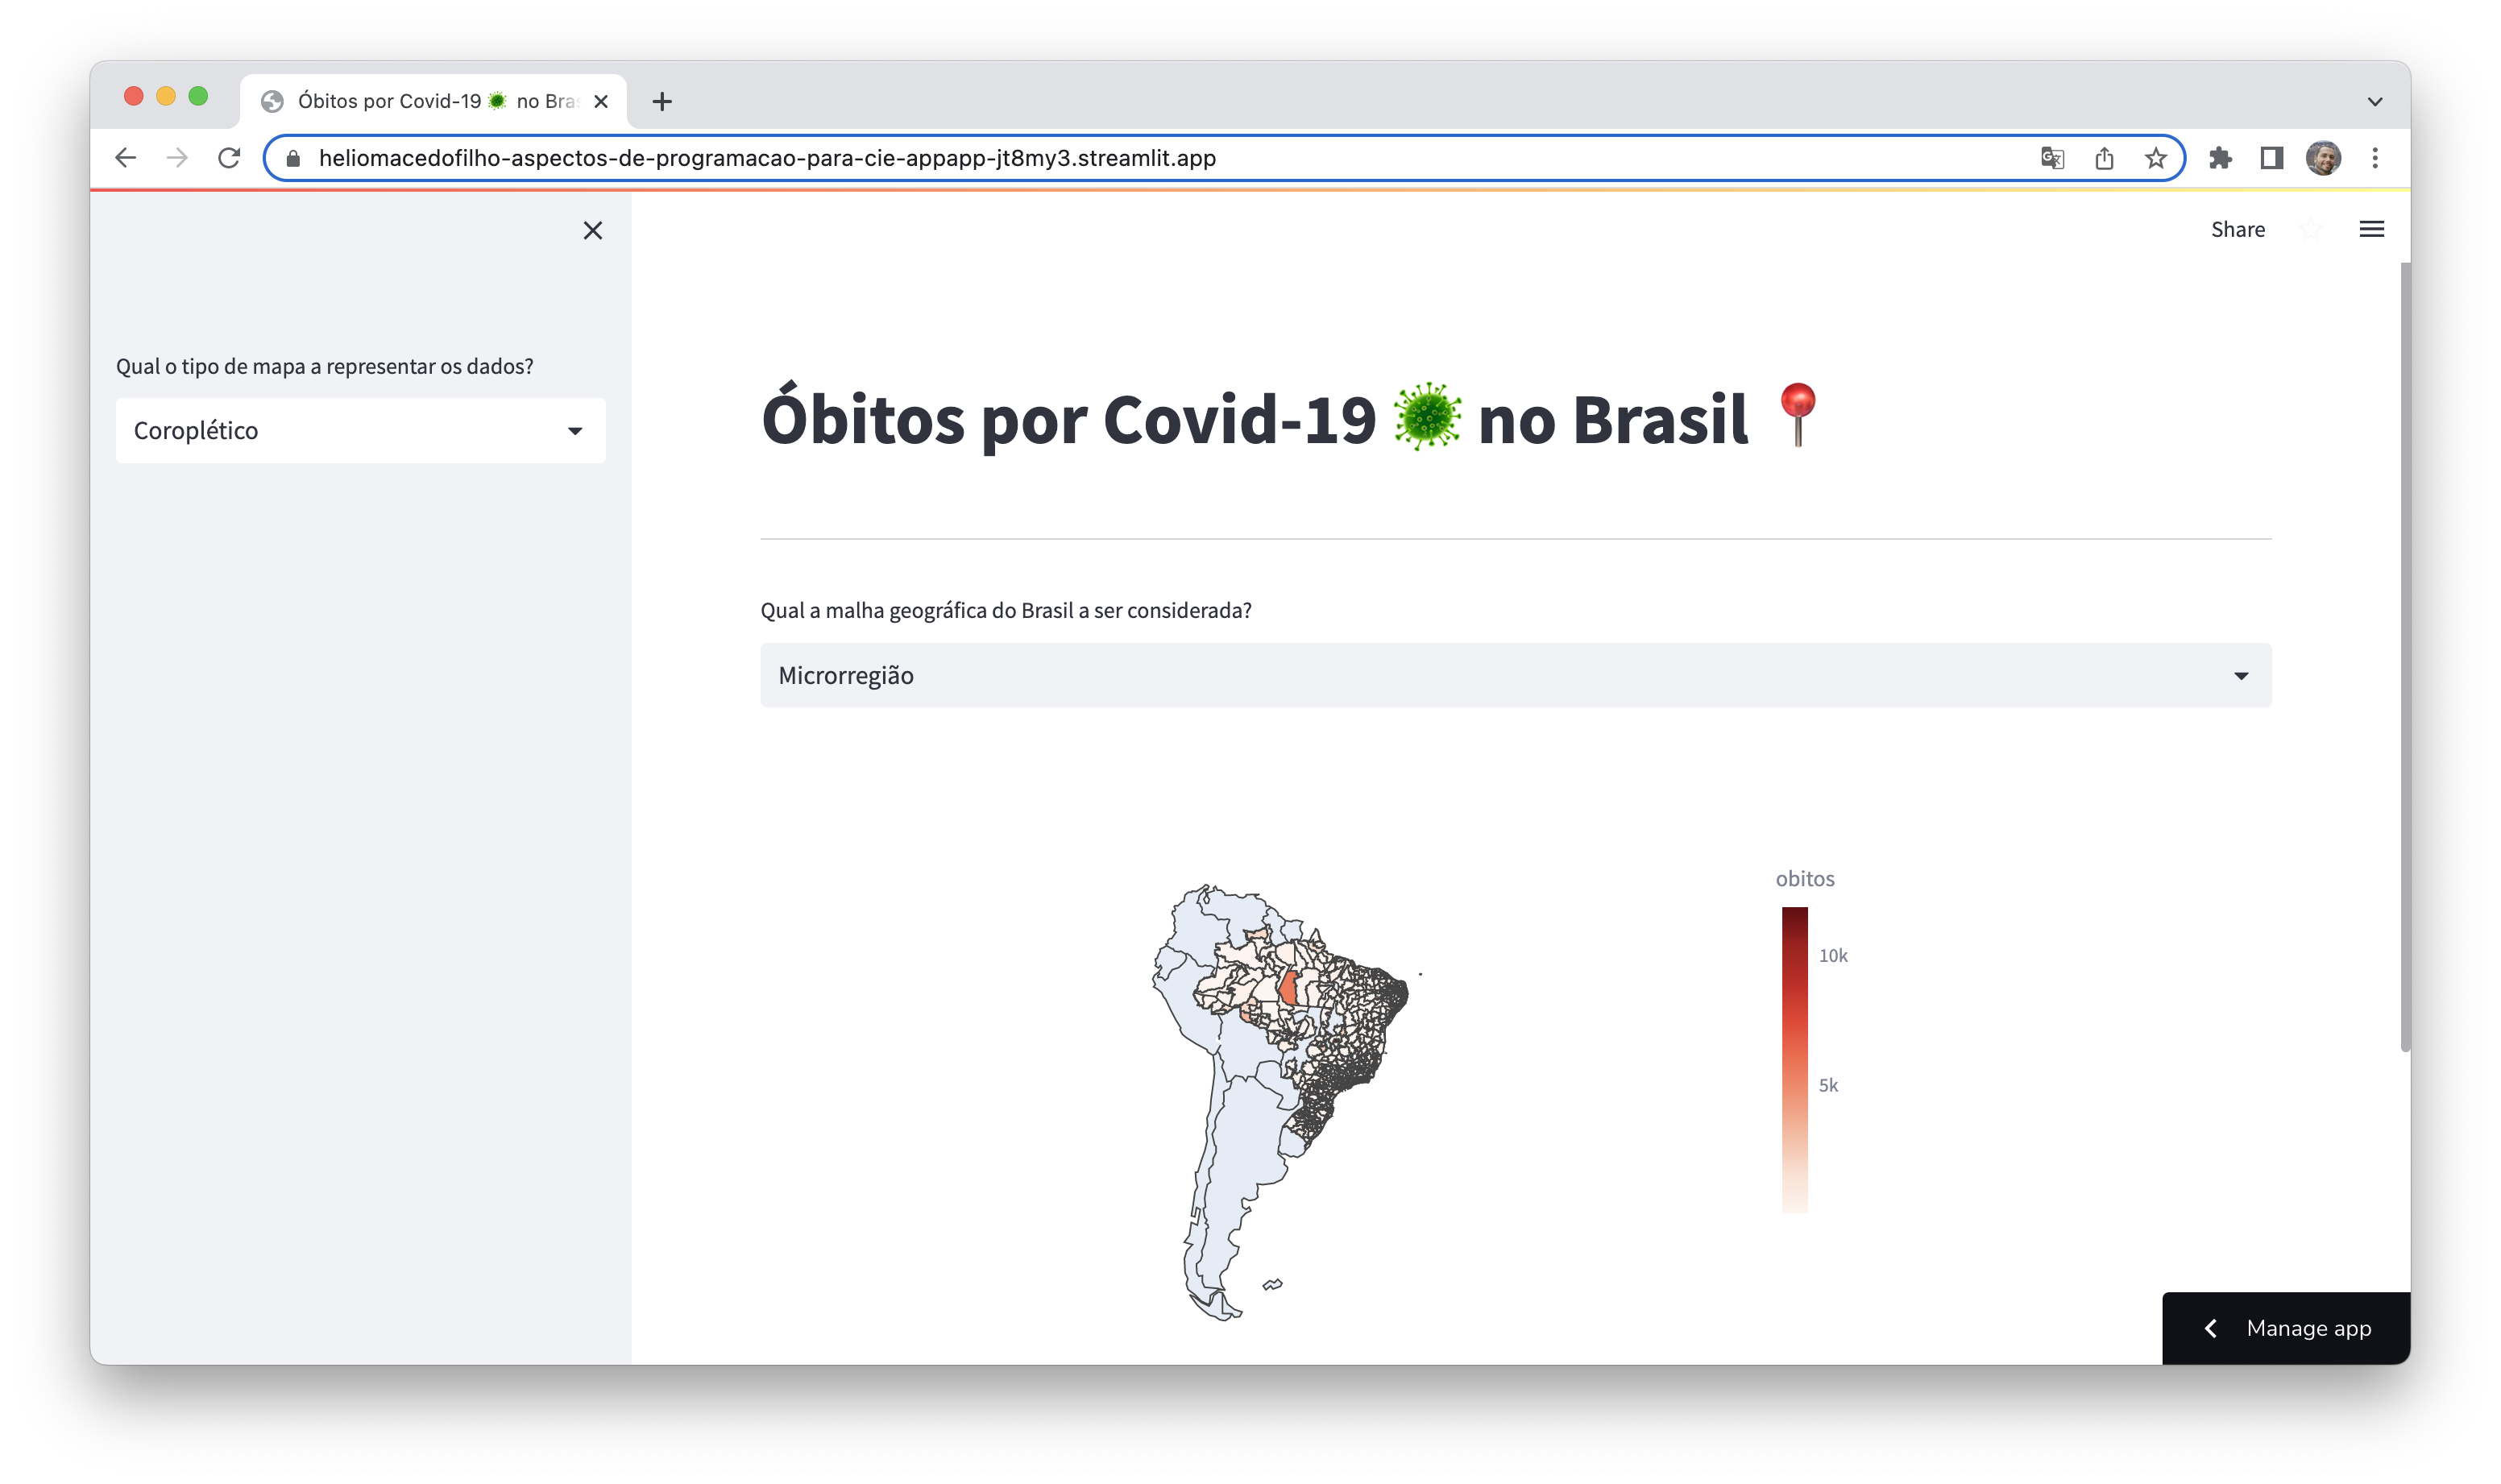 Óbitos por Covid-19 🦠 no Bras
heliomacedofilho-aspectos-de-programacao-para-cie-appapp-jt8my3.streamlit.app
Share
Qual o tipo de mapa a representar os dados?
Coroplético
Óbitos por Covid-19 🦠 no Brasil 📍
Qual a malha geográfica do Brasil a ser considerada?
Microrregião
obitos
10k
5k
Manage app